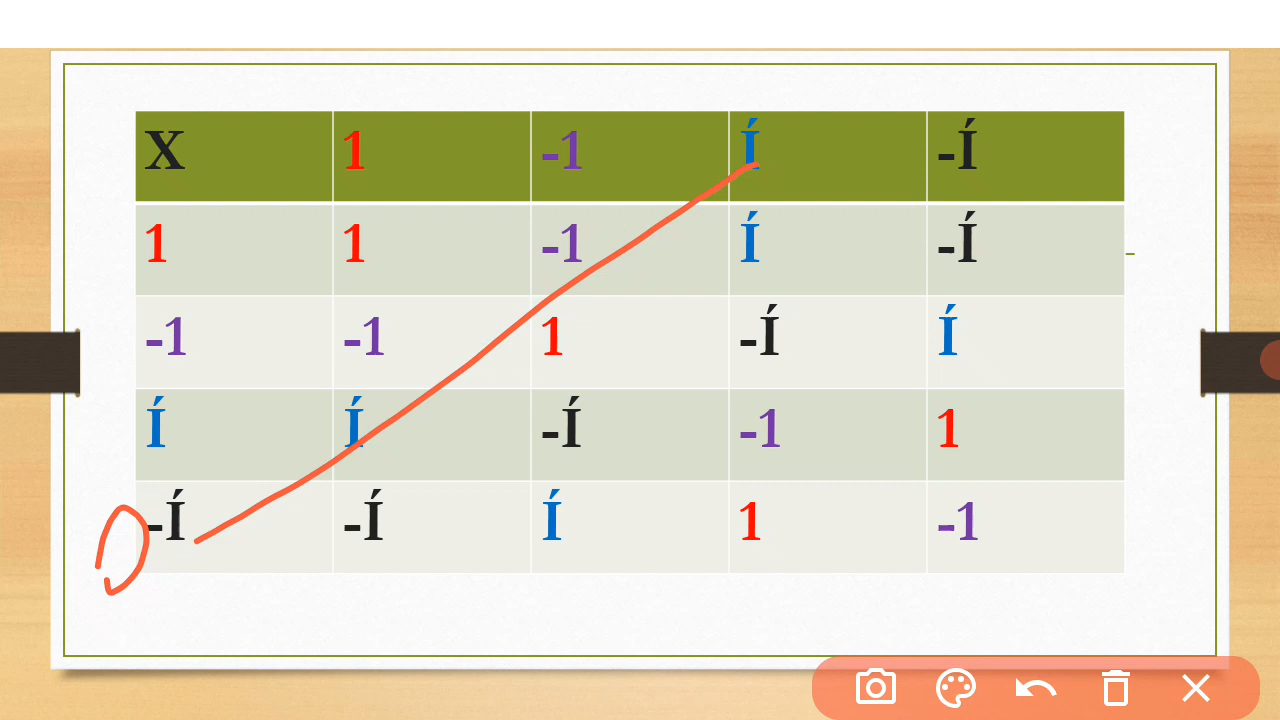 X 1 -1 Í -Í
1 1 -1 Í -Í
-1 -1 1 -Í Í
Í Í -Í -1 1
-Í -Í Í 1 -1